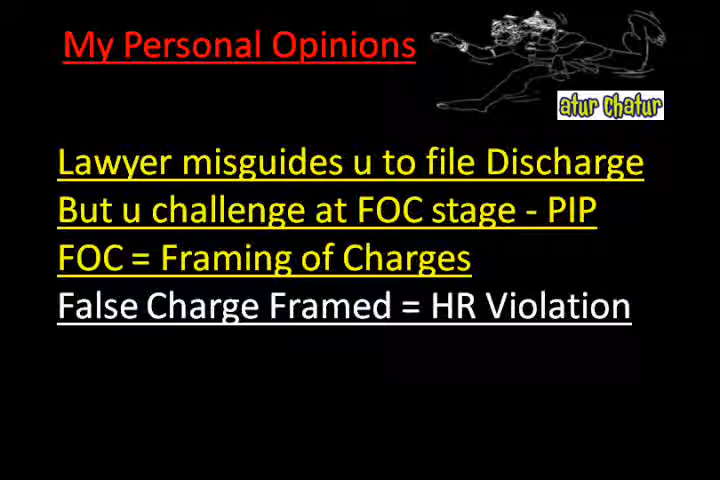 My Personal Opinions
atur chatur
Lawyer misguides u to file Discharge
But u challenge at FOC stage - PIP
FOC = Framing of Charges
False Charge Framed = HR Violation